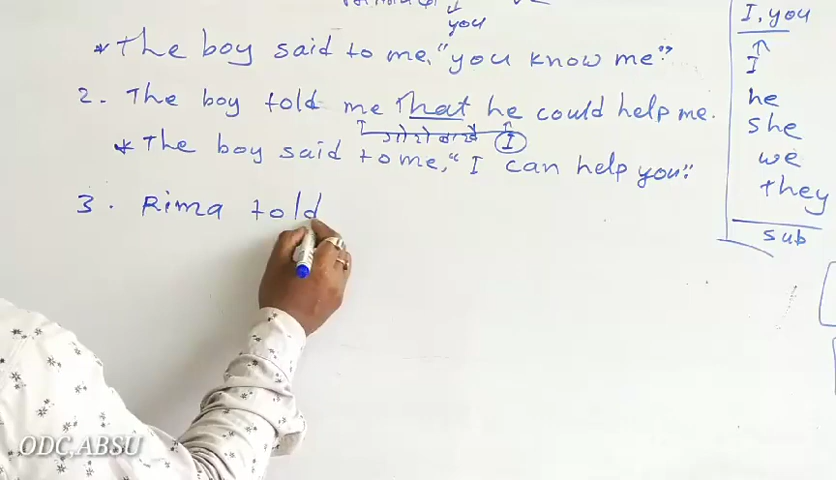 you
* The boy said to me, "you know me."
2. The boy told me that he could help me.
I
* The boy said to me, "I can help you."
3. Rima told
I, you
I
he
she
we
they
sub
ODC,ABSU